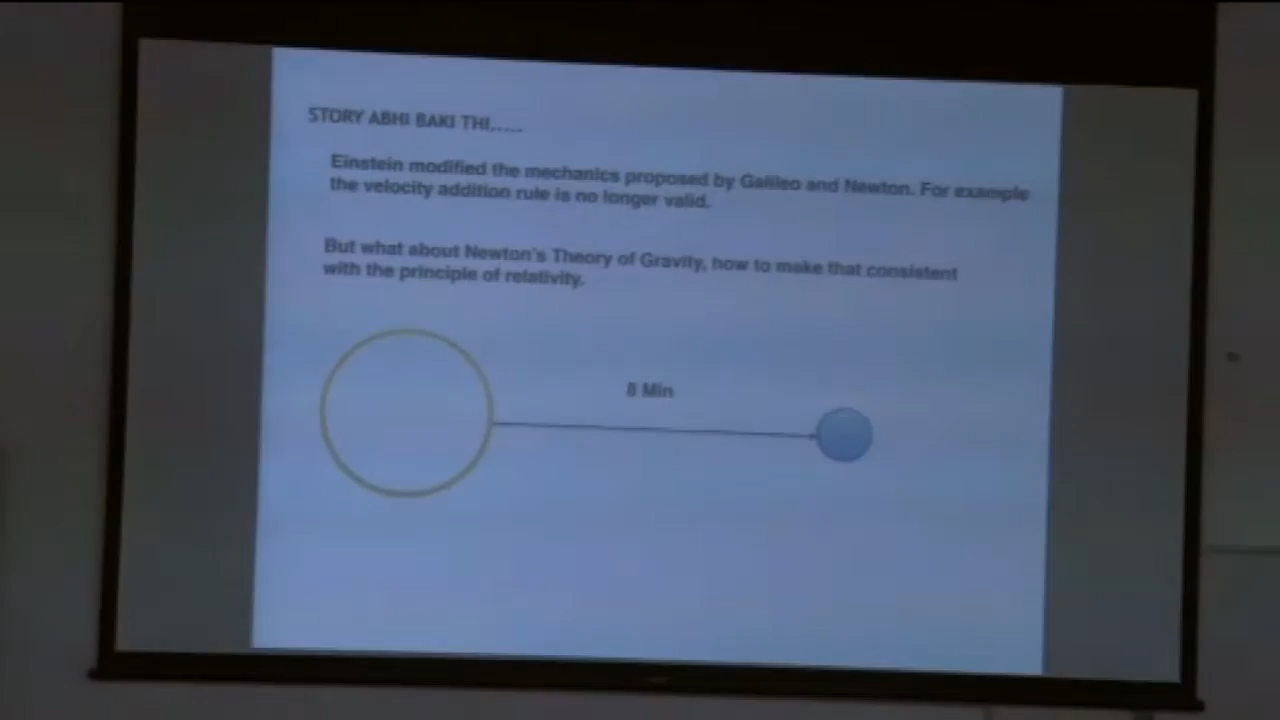 STORY ABHI BAKI THI.....
Einstein modified the mechanics proposed by Galileo and Newton. For example
the velocity addition rule is no longer valid.
But what about Newton's Theory of Gravity, how to make that consistent
with the principle of relativity.
8 Min